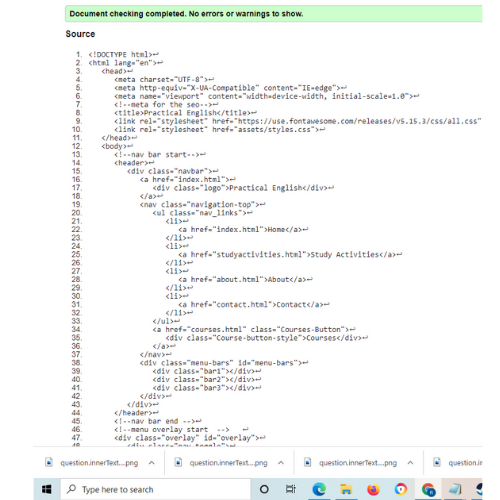 Document checking completed. No errors or warnings to show.
Source
1. <!DOCTYPE html>↩
2. <html lang="en">↩
3. <head>↩
4. <meta charset="UTF-8">↩
5. <meta http-equiv="X-UA-Compatible" content="IE=edge">↩
6. <meta name="viewport" content="width=device-width, initial-scale=1.0">↩
7. <!--meta for the seo-->↩
8. <title>Practical English</title>↩
9. <link rel="stylesheet" href="https://use.fontawesome.com/releases/v5.15.3/css/all.css"
10. <link rel="stylesheet" href="assets/styles.css">↩
11. </head>↩
12. <body>↩
13. <!--nav bar start-->↩
14. <header>↩
15. <div class="navbar">↩
16. <a href="index.html">↩
17. <div class="logo">Practical English</div>↩
18. </a>↩
19. <nav class="navigation-top">↩
20. <ul class="nav_links">↩
21. <li>↩
22. <a href="index.html">Home</a>↩
23. </li>↩
24. <li>↩
25. <a href="studyactivities.html">Study Activities</a>↩
26. </li>↩
27. <li>↩
28. <a href="about.html">About</a>↩
29. </li>↩
30. <li>↩
31. <a href="contact.html">Contact</a>↩
32. </li>↩
33. </ul>↩
34. <a href="courses.html" class="Courses-Button">↩
35. <div class="Course-button-style">Courses</div>↩
36. </a>↩
37. </nav>↩
38. <div class="menu-bars" id="menu-bars">↩
39. <div class="bar1"></div>↩
40. <div class="bar2"></div>↩
41. <div class="bar3"></div>↩
42. </div>↩
43. </div>↩
44. </header>↩
45. <!--nav bar end -->↩
46. <!--menu overlay start --> ↩
47. <div class="overlay" id="overlay">↩
question.innerText....png question.innerText....png question.innerText....png question.in
Type here to search